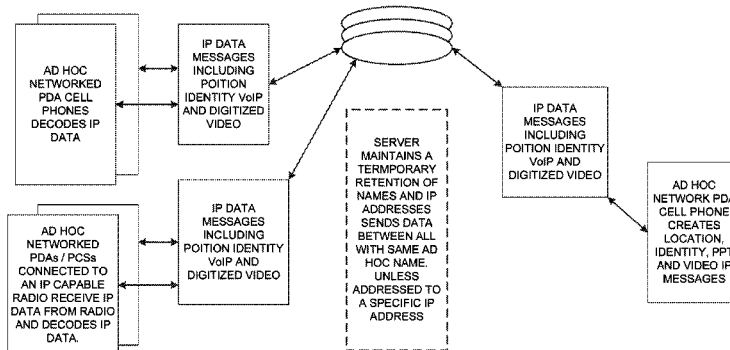 AD HOC
NETWORKED
PDA CELL
PHONES
DECODES IP
DATA
IP DATA
MESSAGES
INCLUDING
POITION
IDENTITY VoIP
AND DIGITIZED
VIDEO
AD HOC
NETWORKED
PDAs / PCSs
CONNECTED TO
AN IP CAPABLE
RADIO RECEIVE IP
DATA FROM RADIO
AND DECODES IP
DATA.
IP DATA
MESSAGES
INCLUDING
POITION IDENTITY
VoIP AND
DIGITIZED VIDEO
SERVER
MAINTAINS A
TERMPORARY
RETENTION OF
NAMES AND IP
ADDRESSES
SENDS DATA
BETWEEN ALL
WITH SAME AD
HOC NAME.
UNLESS
ADDRESSED TO
A SPECIFIC IP
ADDRESS
IP DATA
MESSAGES
INCLUDING
POITION IDENTITY
VoIP AND
DIGITIZED VIDEO
AD HOC
NETWORK PDA
CELL PHONE
CREATES
LOCATION,
IDENTITY, PPT
AND VIDEO IP
MESSAGES